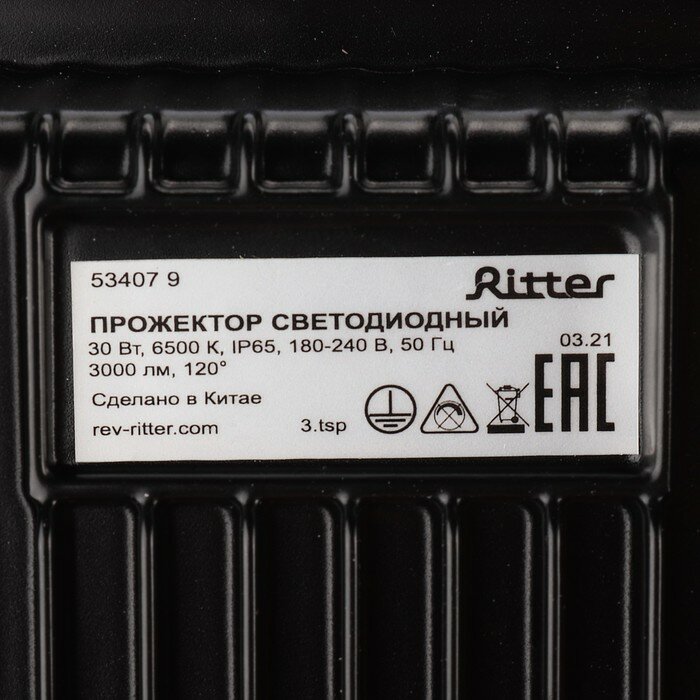 53407 9
Ritter
ПРОЖЕКТОР СВЕТОДИОДНЫЙ
30 Вт, 6500 К, IP65, 180-240 В, 50 Гц
03.21
3000 лм, 120°
Сделано в Китае
rev-ritter.com
3.tsp
EAC